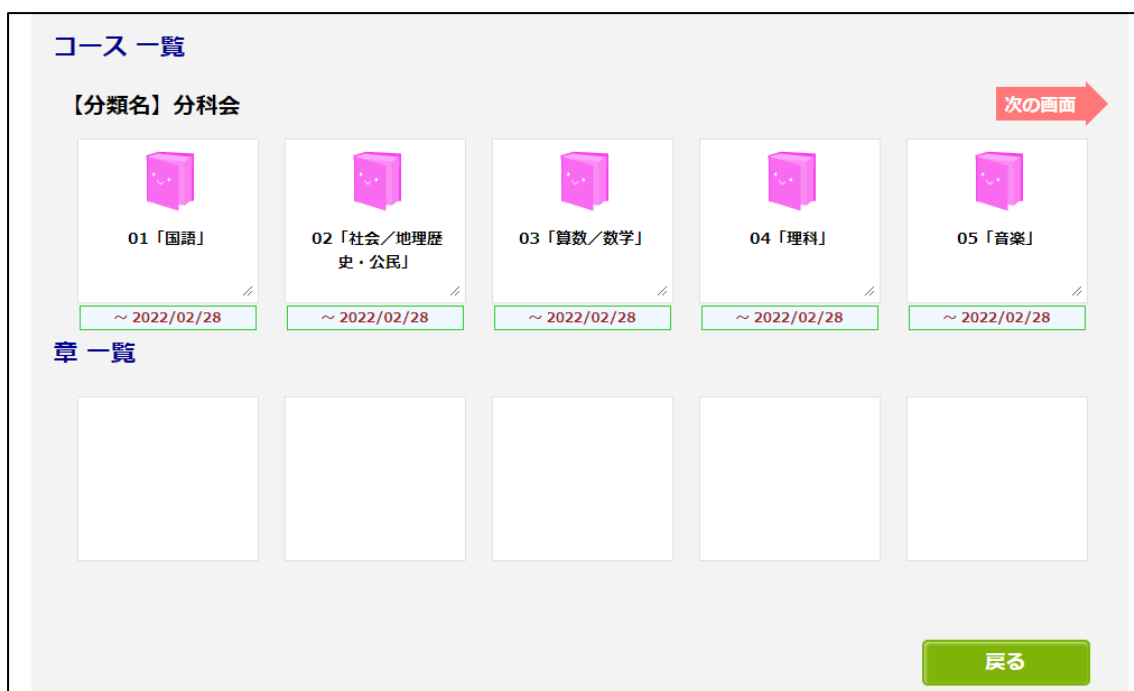 コース 一覧
【分類名】分科会
次の画面
01「国語」
02「社会／地理歴
史・公民」
03「算数／数学」
04「理科」
05「音楽」
～ 2022/02/28
～ 2022/02/28
～ 2022/02/28
～ 2022/02/28
～ 2022/02/28
章 一覧
戻る